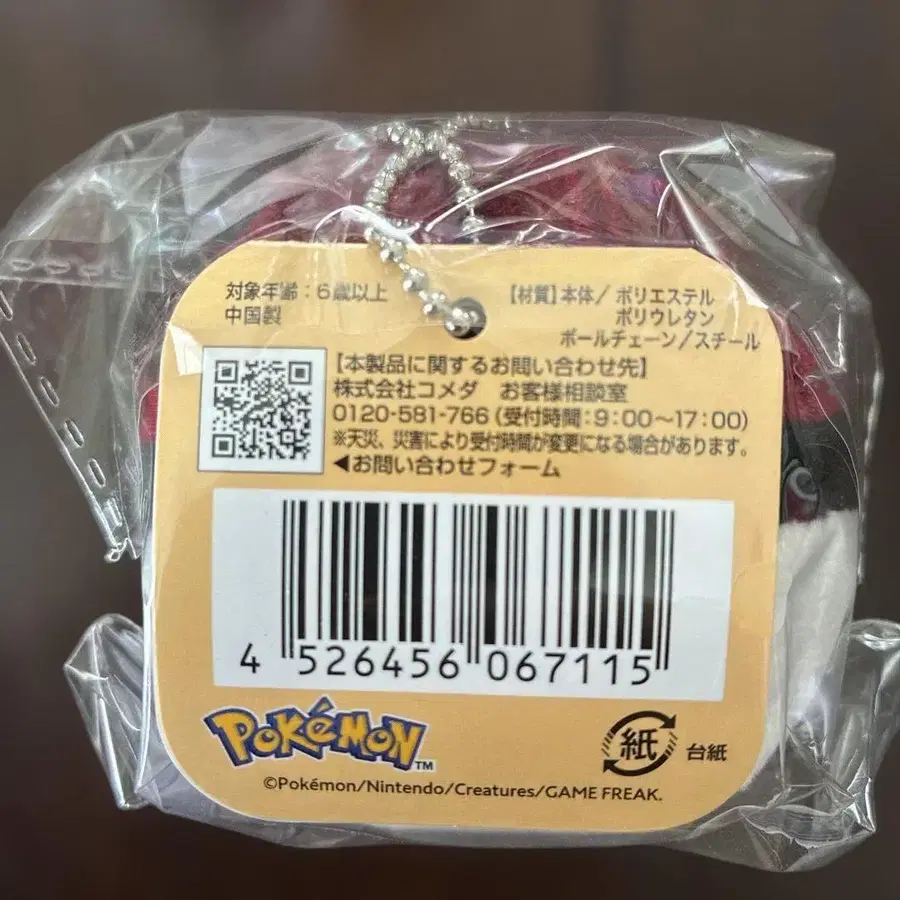 対象年齢：6歳以上
中国製
【材質】本体／ポリエステル
ポリウレタン
ボールチェーン／スチール
【本製品に関するお問い合わせ先】
株式会社コメダ　お客様相談室
0120-581-766（受付時間：9：00〜17：00）
※天災、災害により受付時間が変更になる場合があります。
◀お問い合わせフォーム
4 526456 067115
POKéMON™
紙 台紙
©Pokémon/Nintendo/Creatures/GAME FREAK.